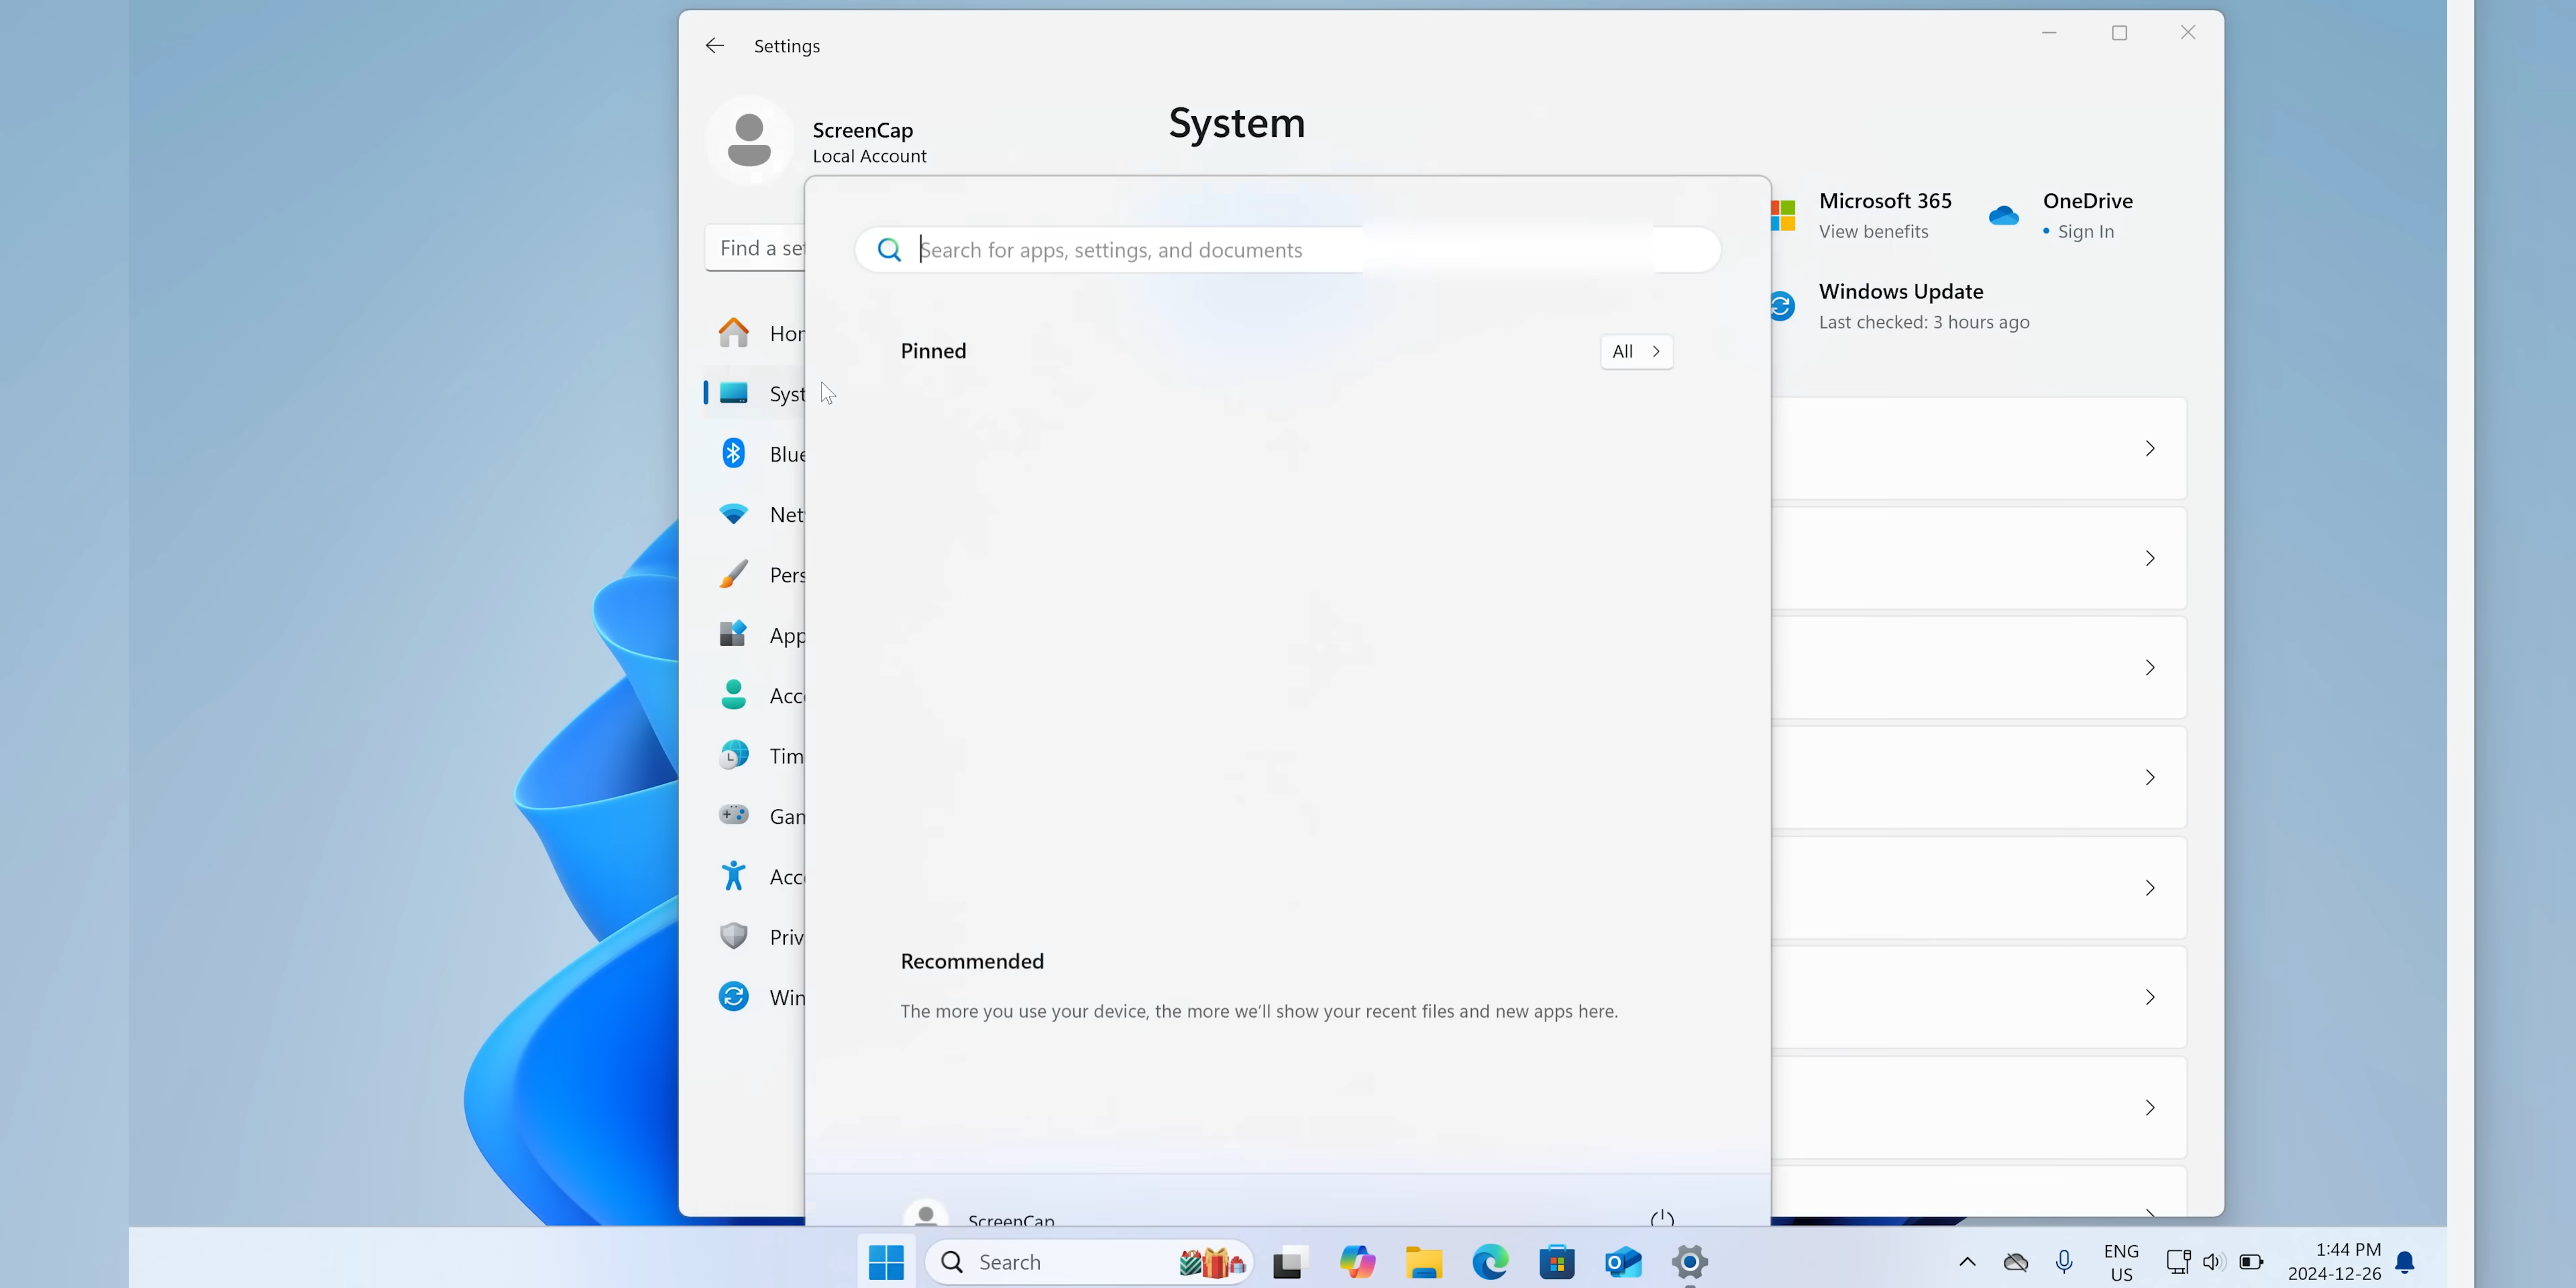 Settings
ScreenCap
Local Account
System
Microsoft 365
View benefits
OneDrive
• Sign In
Find a se
Search for apps, settings, and documents
Windows Update
Last checked: 3 hours ago
Pinned
All
Hor
Syst
Blue
Net
Pers
App
Acc
Tim
Gan
Acc
Priv
Win
Recommended
The more you use your device, the more we'll show your recent files and new apps here.
ScreenCap
Search
ENG
US
1:44 PM
2024-12-26